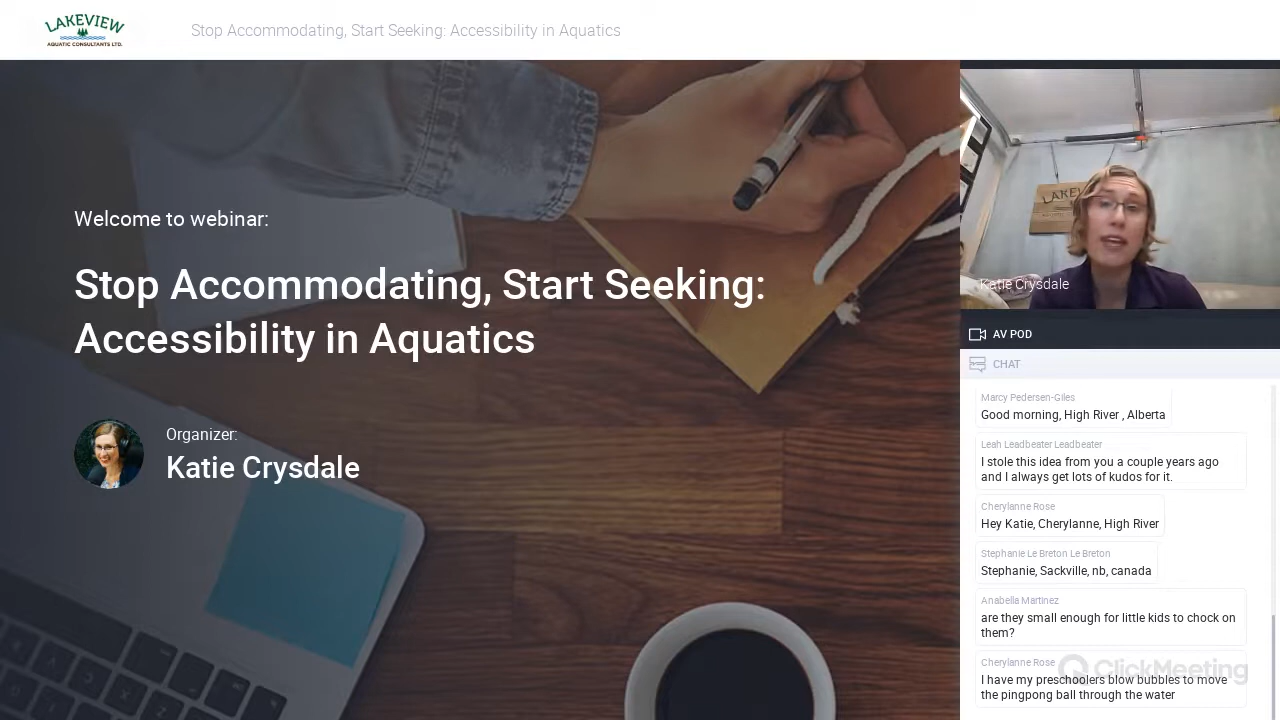 LAKEVIEW
AQUATIC CONSULTANTS LTD.
Stop Accommodating, Start Seeking: Accessibility in Aquatics
Welcome to webinar:
Stop Accommodating, Start Seeking:
Accessibility in Aquatics
Organizer:
Katie Crysdale
LAKE
Katie Crysdale
AV POD
CHAT
Marcy Pedersen-Giles
Good morning, High River , Alberta
Leah Leadbeater Leadbeater
I stole this idea from you a couple years ago
and I always get lots of kudos for it.
Cherylanne Rose
Hey Katie, Cherylanne, High River
Stephanie Le Breton Le Breton
Stephanie, Sackville, nb, canada
Anabella Martinez
are they small enough for little kids to chock on
them?
Cherylanne Rose
ClickMeeting
I have my preschoolers blow bubbles to move
the pingpong ball through the water